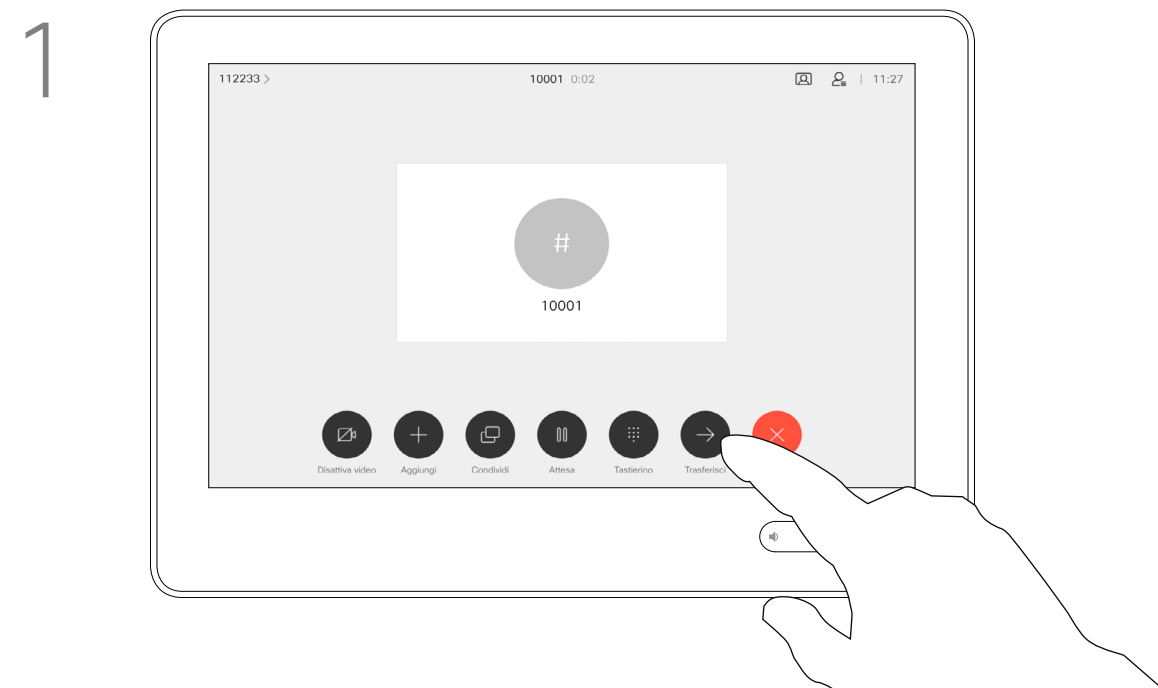 1
112233 >
10001 0:02
11:27
#
10001
Disattiva video
Aggiungi
Condividi
Attesa
Tastierino
Trasferisci